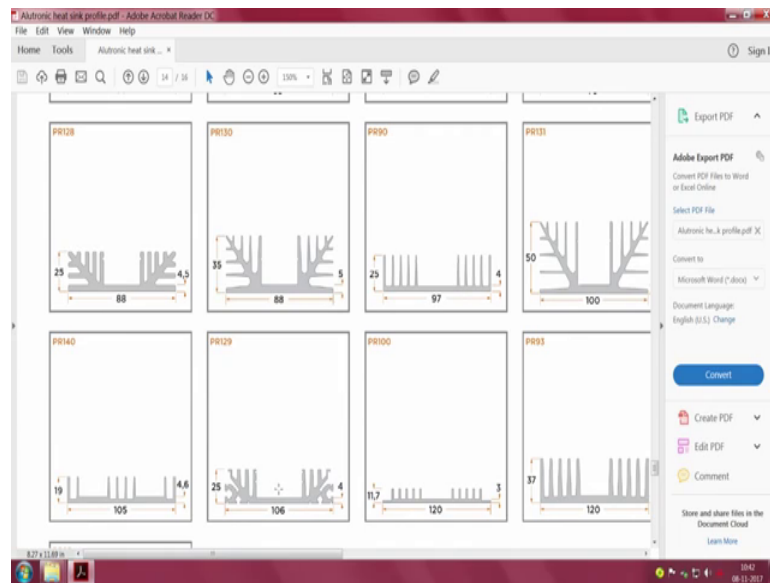 Alutronic heat sink profile.pdf - Adobe Acrobat Reader DC
File Edit View Window Help
Home Tools Alutronic heat sink ... × Sign I
14 / 16 150%
PR128 PR130 PR90 PR131
25 4,5 88
35 5 88
25 4 97
50 100
PR140 PR129 PR100 PR93
19 4,6 105
25 4 106
11,7 3 120
37 120
Export PDF
Adobe Export PDF
Convert PDF Files to Word
or Excel Online
Select PDF File
Alutronic he...k profile.pdf X
Convert to
Microsoft Word (*.docx)
Document Language:
English (U.S.) Change
Convert
Create PDF
Edit PDF
Comment
Store and share files in the
Document Cloud
Learn More
8.27 x 11.69 in
10:42
08-11-2017